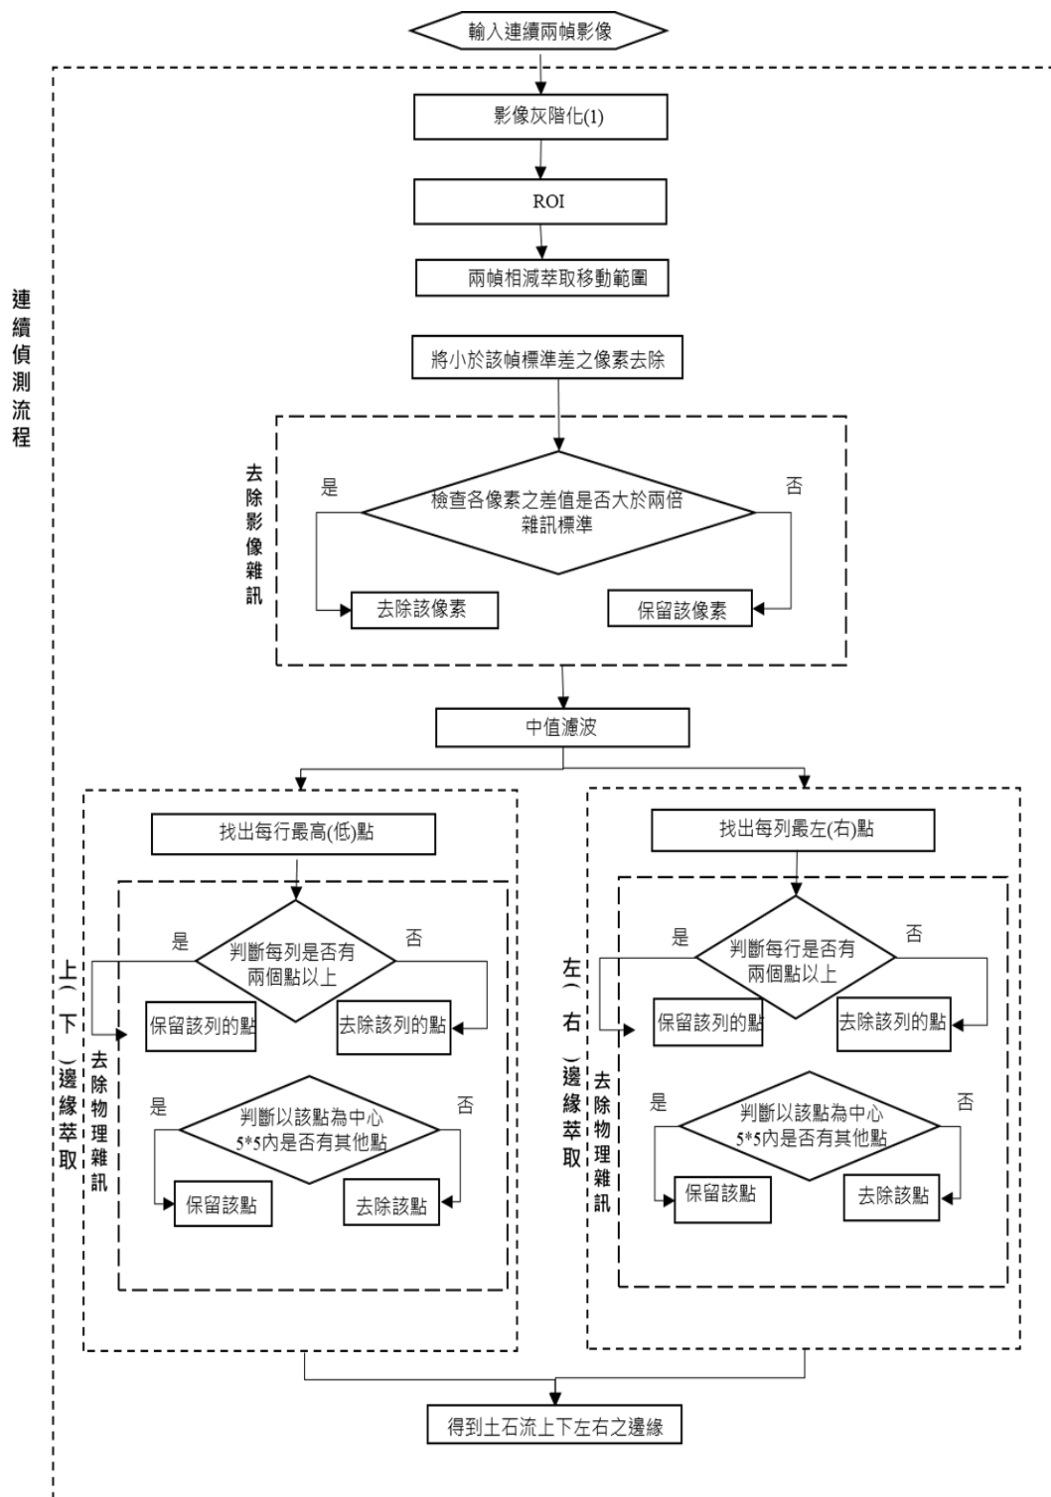 輸入連續兩幀影像
影像灰階化(1)
ROI
兩幀相減萃取移動範圍
連續偵測流程
將小於該幀標準差之像素去除
去除影像雜訊
是
否
檢查各像素之差值是否大於兩倍
雜訊標準
去除該像素
保留該像素
中值濾波
上(下)邊緣萃取
找出每行最高(低)點
去除物理雜訊
是
否
判斷每列是否有
兩個點以上
保留該列的點
去除該列的點
是
否
判斷以該點為中心
5*5內是否有其他點
保留該點
去除該點
左(右)邊緣萃取
找出每列最左(右)點
去除物理雜訊
是
否
判斷每行是否有
兩個點以上
保留該列的點
去除該列的點
是
否
判斷以該點為中心
5*5內是否有其他點
保留該點
去除該點
得到土石流上下左右之邊緣